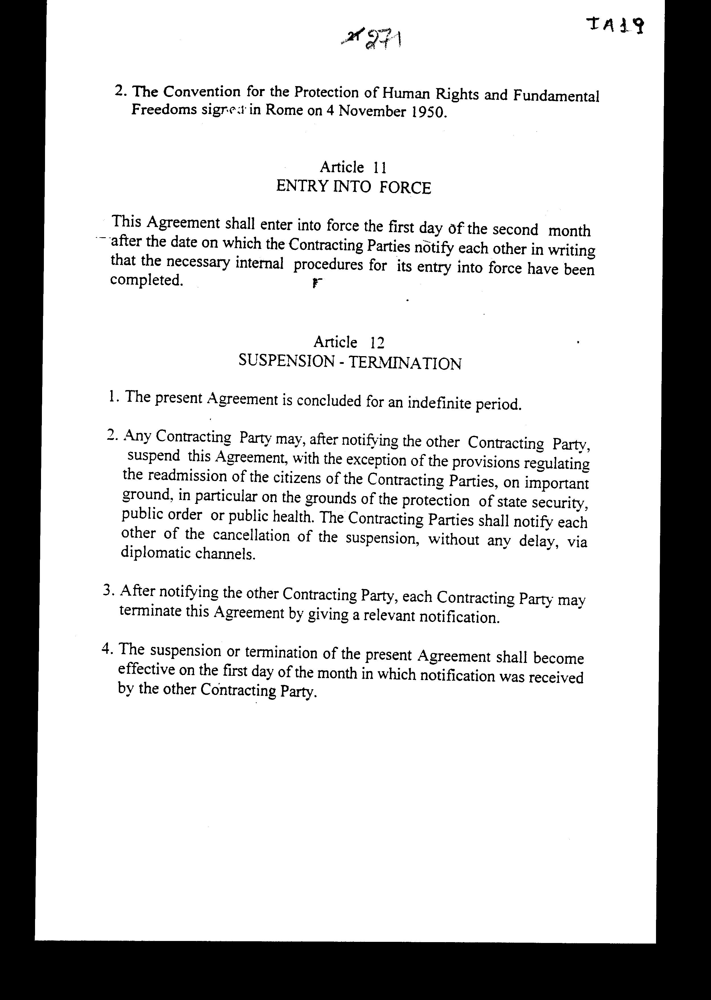 IA19
271
2. The Convention for the Protection of Human Rights and Fundamental
Freedoms signed in Rome on 4 November 1950.
Article 11
ENTRY INTO FORCE
This Agreement shall enter into force the first day of the second month
after the date on which the Contracting Parties notify each other in writing
that the necessary internal procedures for its entry into force have been
completed.
Article 12
SUSPENSION - TERMINATION
1. The present Agreement is concluded for an indefinite period.
2. Any Contracting Party may, after notifying the other Contracting Party,
suspend this Agreement, with the exception of the provisions regulating
the readmission of the citizens of the Contracting Parties, on important
ground, in particular on the grounds of the protection of state security,
public order or public health. The Contracting Parties shall notify each
other of the cancellation of the suspension, without any delay, via
diplomatic channels.
3. After notifying the other Contracting Party, each Contracting Party may
terminate this Agreement by giving a relevant notification.
4. The suspension or termination of the present Agreement shall become
effective on the first day of the month in which notification was received
by the other Contracting Party.